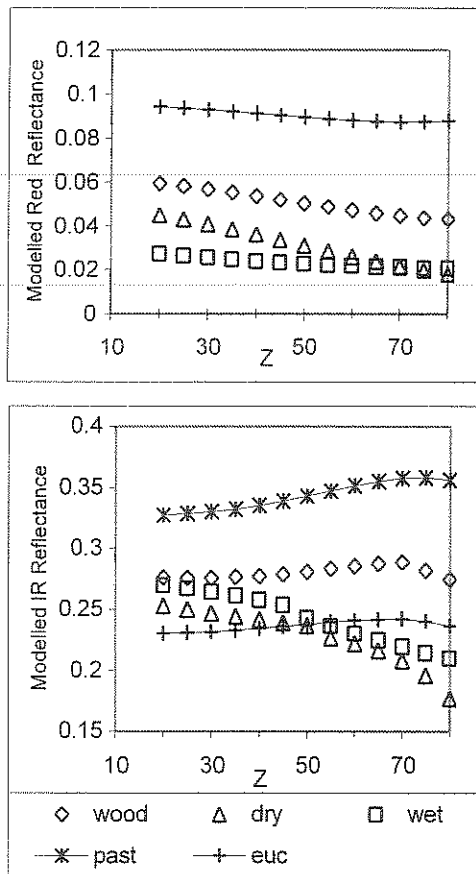 0.12
0.1
0.08
0.06
0.04
0.02
0
Modelled Red Reflectance
10 30 50 70
Z
0.4
0.35
0.3
0.25
0.2
0.15
Modelled IR Reflectance
10 30 50 70
Z
wood dry wet
past euc